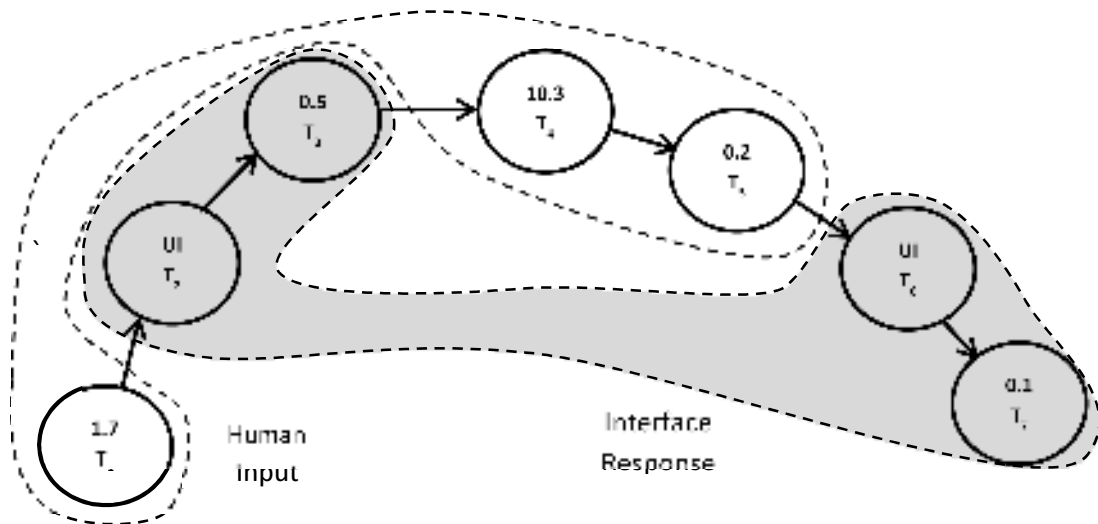 0.5
T
10.3
T
0.2
T
UI
T
UI
T
0.1
T
1.7
T
Human
Input
Interface
Response